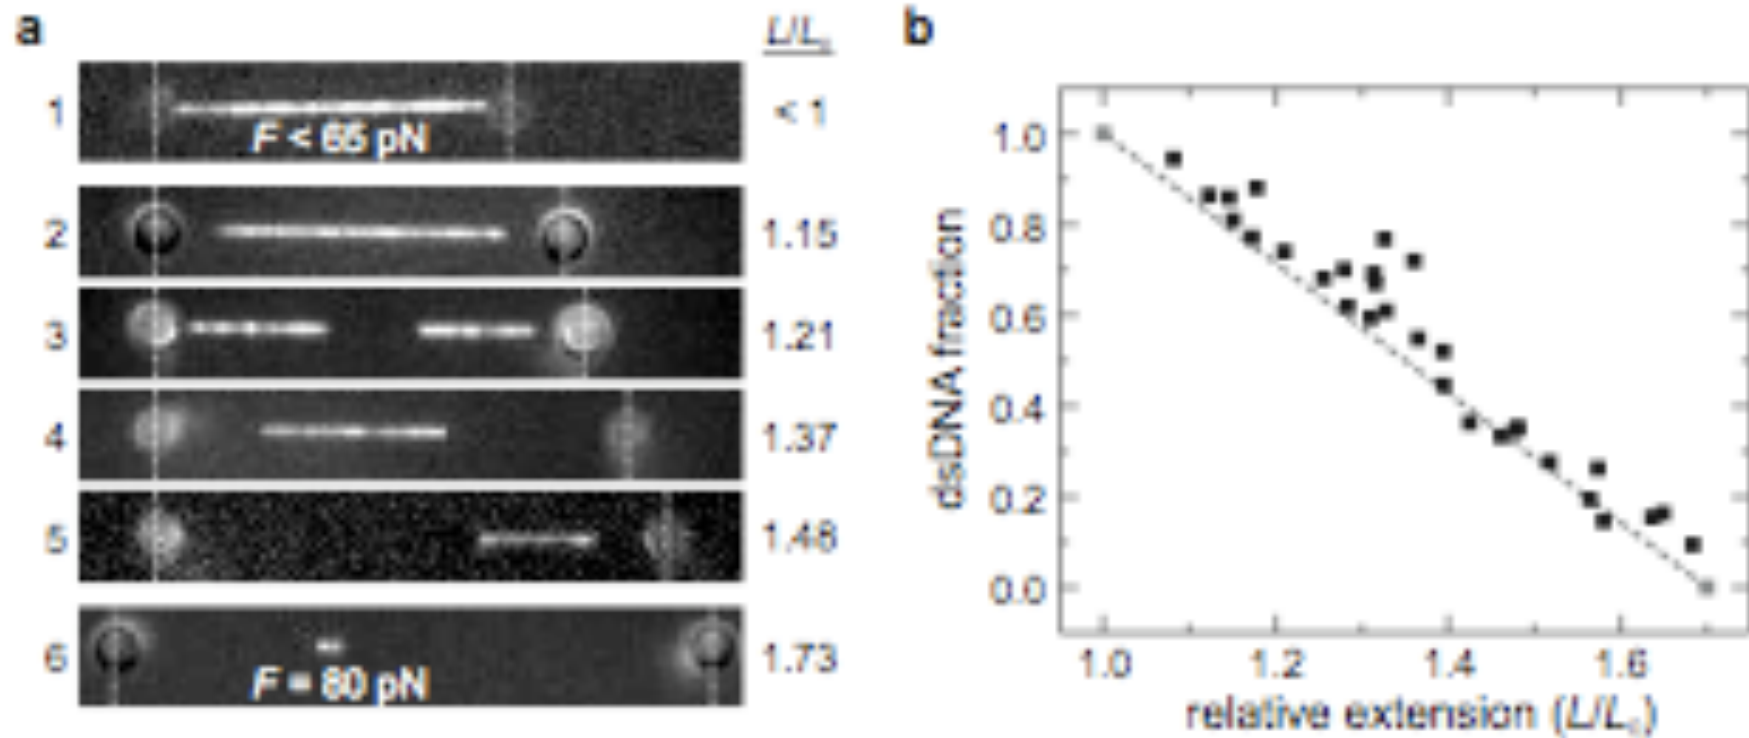 a
L/L₀
1
F < 65 pN
< 1
2
1.15
3
1.21
4
1.37
5
1.48
6
F = 80 pN
1.73
b
dsDNA fraction
1.0
0.8
0.6
0.4
0.2
0.0
1.0 1.2 1.4 1.6
relative extension (L/L₀)